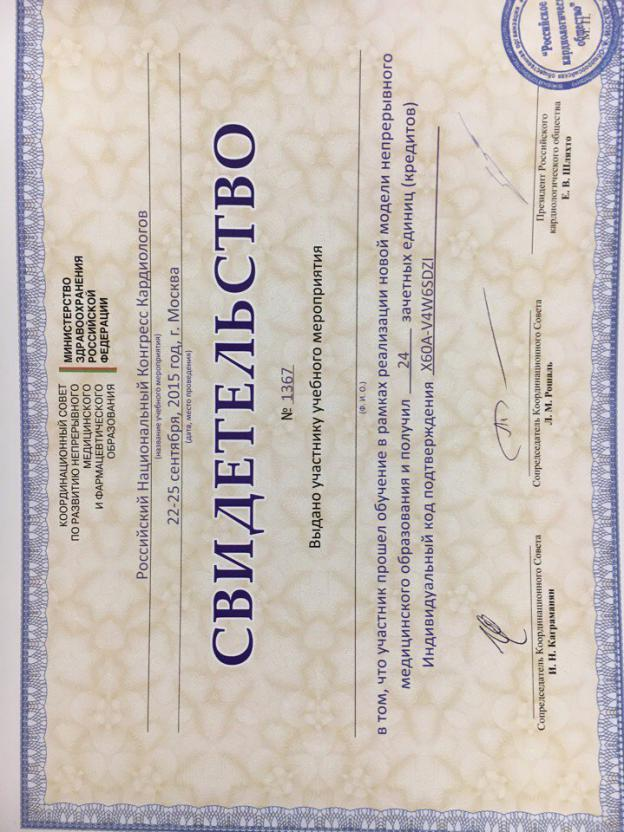 КООРДИНАЦИОННЫЙ СОВЕТ
ПО РАЗВИТИЮ НЕПРЕРЫВНОГО
МЕДИЦИНСКОГО
И ФАРМАЦЕВТИЧЕСКОГО
ОБРАЗОВАНИЯ
МИНИСТЕРСТВО
ЗДРАВООХРАНЕНИЯ
РОССИЙСКОЙ
ФЕДЕРАЦИИ
Российский Национальный Конгресс Кардиологов
(название учебного мероприятия)
22-25 сентября, 2015 год, г. Москва
(дата, место проведения)
СВИДЕТЕЛЬСТВО
№ 1367
Выдано участнику учебного мероприятия
(Ф. И. О.)
в том, что участник прошел обучение в рамках реализации новой модели непрерывного
медицинского образования и получил 24 зачетных единиц (кредитов)
Индивидуальный код подтверждения X60A-V4W6SDZI
Сопредседатель Координационного Совета
И. Н. Каграманян
Сопредседатель Координационного Совета
Л. М. Рошаль
Президент Российского
кардиологического общества
Е. В. Шляхто
М. П.
"Российское
кардиологическое
общество"